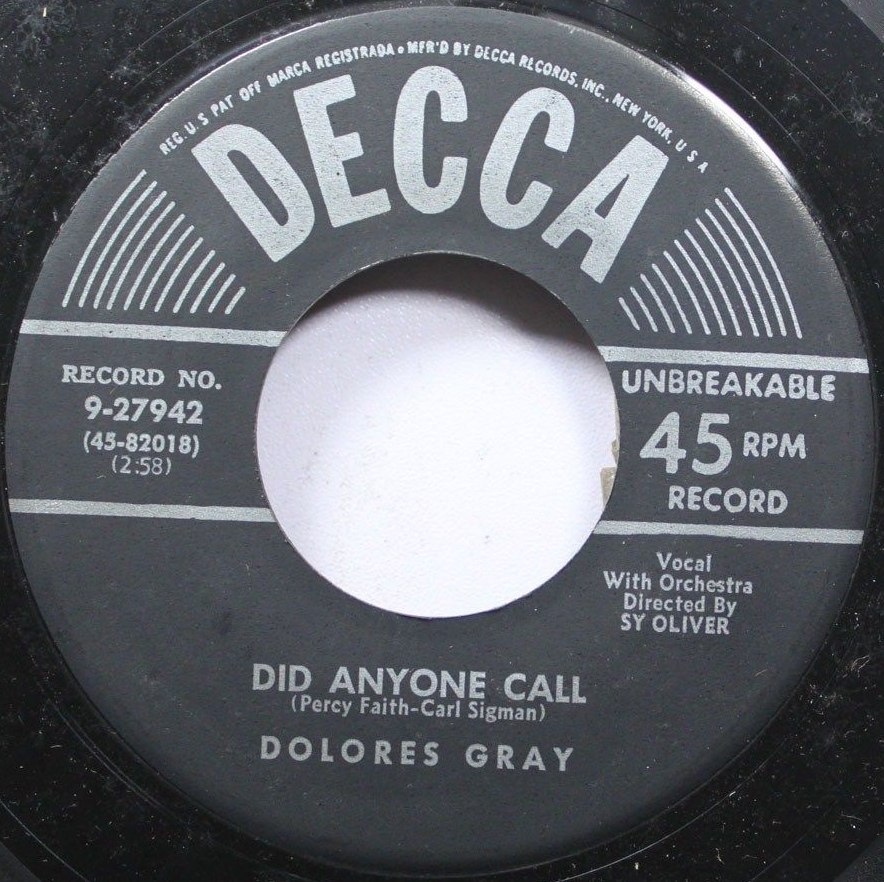 REG. U.S PAT OFF MARCA REGISTRADA • MFR'D BY DECCA RECORDS, INC., NEW YORK, U S A
DECCA
RECORD NO.
9-27942
(45-82018)
(2:58)
UNBREAKABLE
45 RPM
RECORD
Vocal
With Orchestra
Directed By
SY OLIVER
DID ANYONE CALL
(Percy Faith-Carl Sigman)
DOLORES GRAY